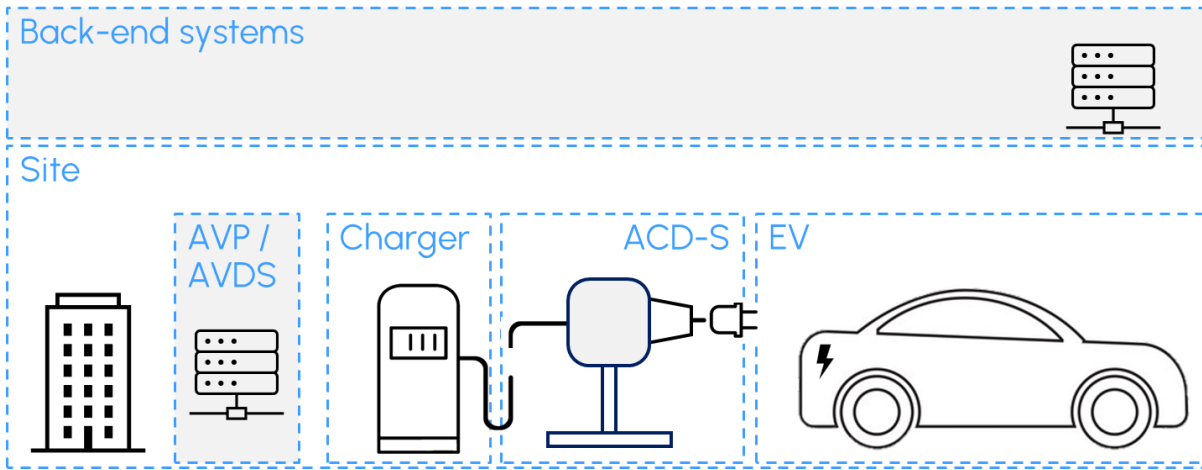 Back-end systems
Site
AVP /
AVDS
Charger
ACD-S
EV